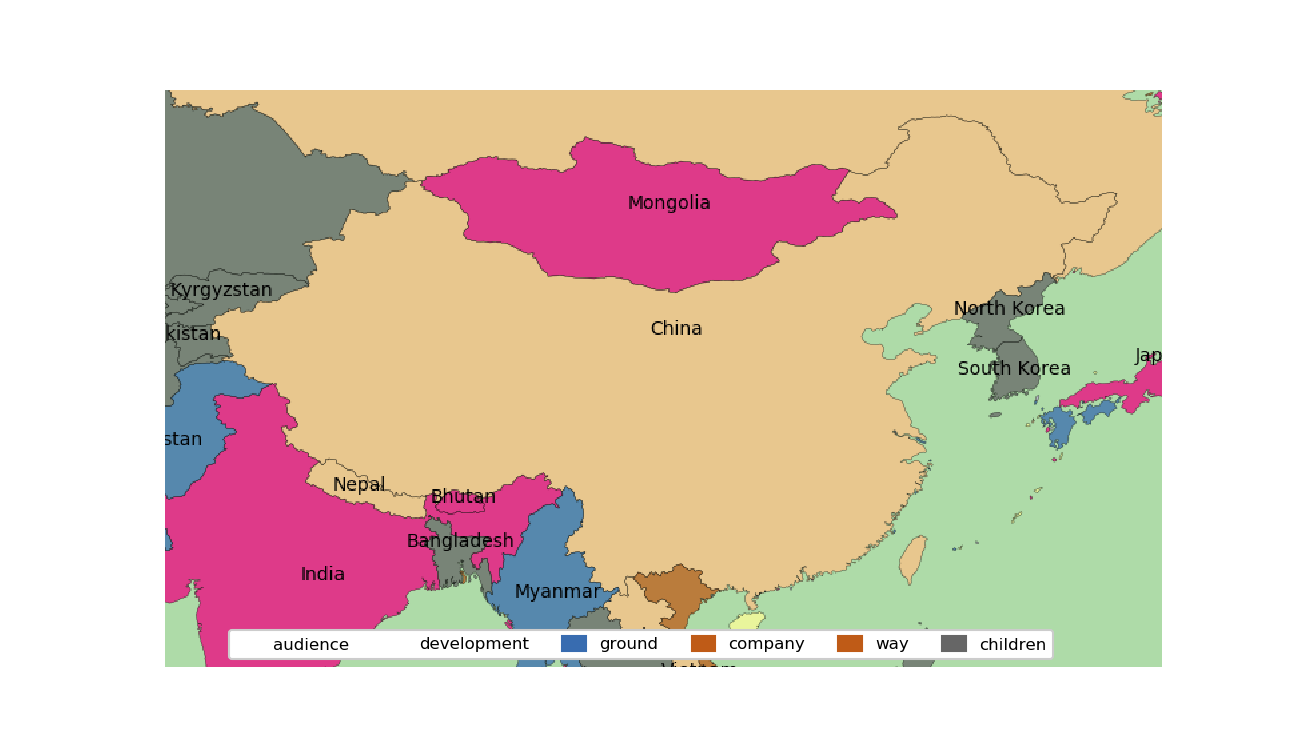 Mongolia
Kyrgyzstan
North Korea
China
kistan
Jap
South Korea
stan
Nepal
Bhutan
Bangladesh
India
Myanmar
audience development ground company way children
Vietnam